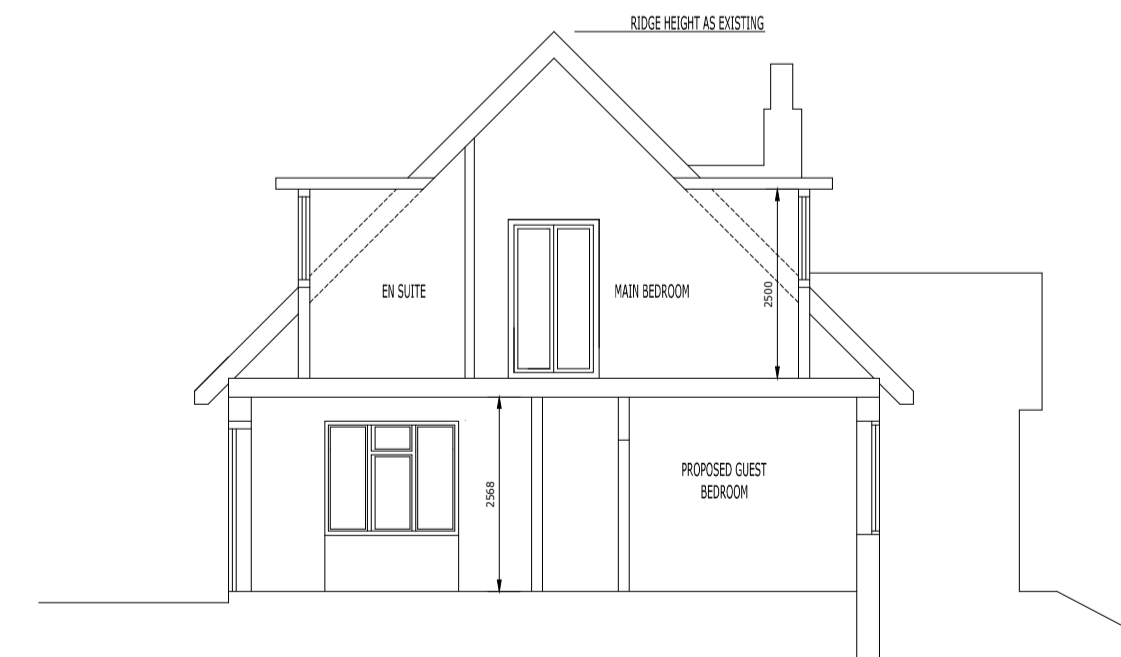 RIDGE HEIGHT AS EXISTING
EN SUITE
MAIN BEDROOM
2500
PROPOSED GUEST
BEDROOM
2568